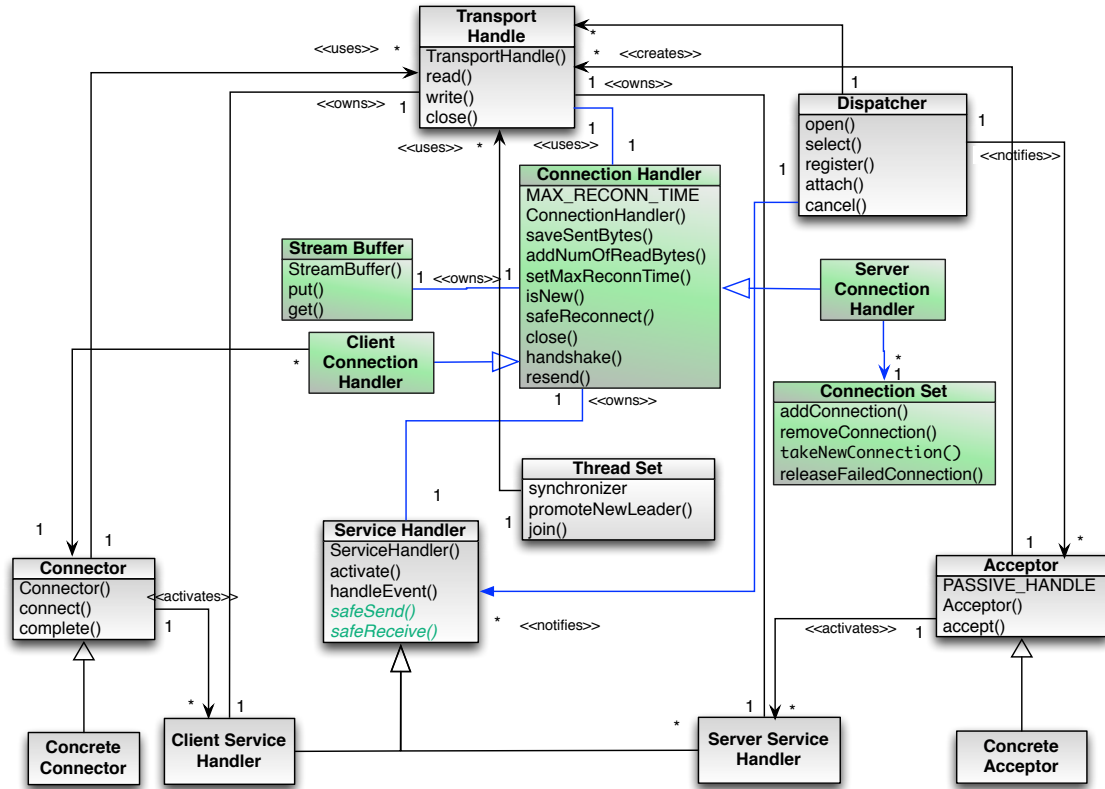 Transport
Handle
TransportHandle()
read()
write()
close()
<<uses>>
*
*
*
<<creates>>
1
<<owns>>
<<owns>>
1
1
<<uses>>
*
<<uses>>
1
1
1
Dispatcher
open()
select()
register()
attach()
cancel()
1
<<notifies>>
1
Connection Handler
MAX_RECONN_TIME
ConnectionHandler()
saveSentBytes()
addNumOfReadBytes()
setMaxReconnTime()
isNew()
safeReconnect()
close()
handshake()
resend()
Stream Buffer
StreamBuffer()
put()
get()
1
<<owns>>
1
Server
Connection
Handler
Client
Connection
Handler
*
*
1
Connection Set
addConnection()
removeConnection()
takeNewConnection()
releaseFailedConnection()
1
<<owns>>
Thread Set
synchronizer
promoteNewLeader()
join()
1
1
Service Handler
ServiceHandler()
activate()
handleEvent()
safeSend()
safeReceive()
*
<<notifies>>
1
1
Connector
Connector()
connect()
complete()
<<activates>>
1
1
*
Acceptor
PASSIVE_HANDLE
Acceptor()
accept()
<<activates>>
1
*
1
Concrete
Connector
Client Service
Handler
*
1
*
Server Service
Handler
Concrete
Acceptor